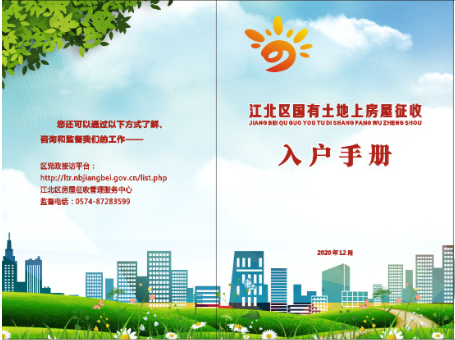 您还可以通过以下方式了解、
咨询和监督我们的工作——
区党政接访平台：
http://ltr.nbjiangbei.gov.cn/list.php
江北区房屋征收管理服务中心
监督电话：0574-87283599
江北区国有土地上房屋征收
JIANG BEI QU GUO YOU TU DI SHANG FANG WU ZHENG SHOU
入户手册
2020年12月